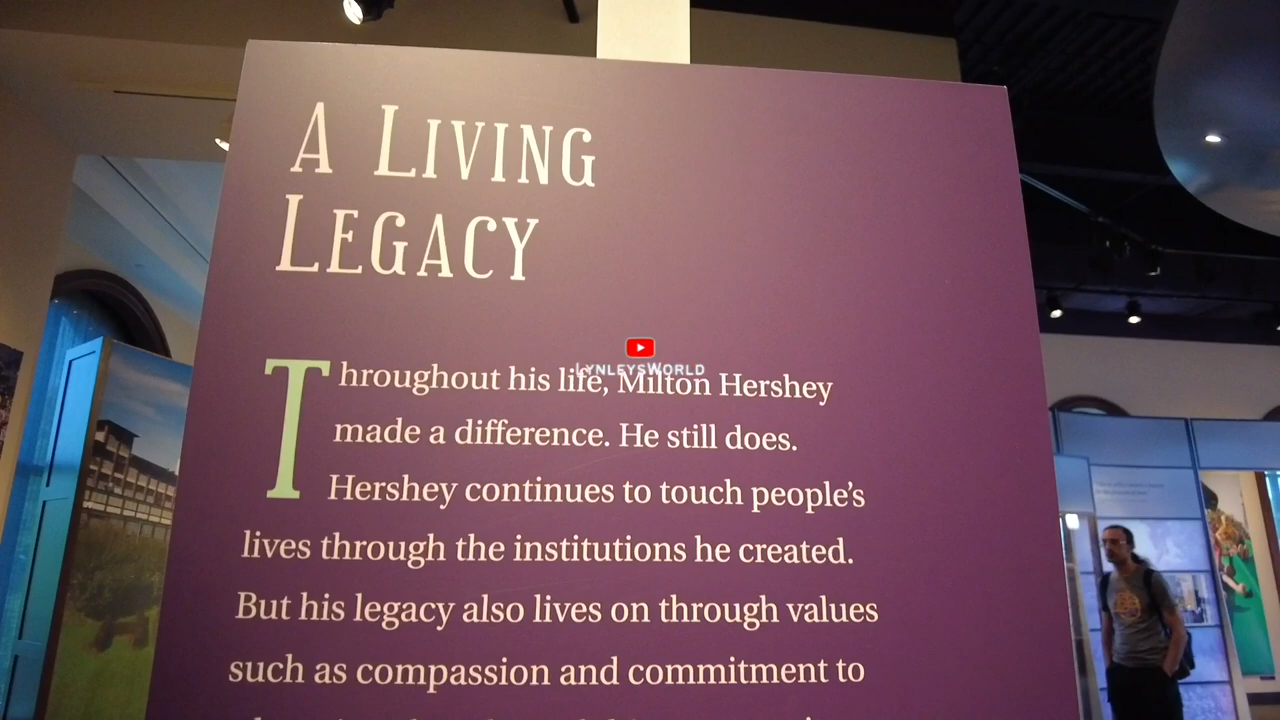 A LIVING
LEGACY
Throughout his life, Milton Hershey
made a difference. He still does.
Hershey continues to touch people’s
lives through the institutions he created.
But his legacy also lives on through values
such as compassion and commitment to
LYNLEYSWORLD